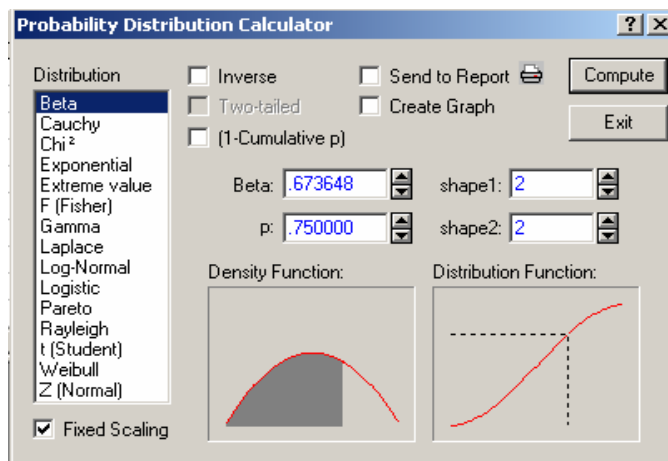 Probability Distribution Calculator
Distribution
Beta
Cauchy
Chi²
Exponential
Extreme value
F (Fisher)
Gamma
Laplace
Log-Normal
Logistic
Pareto
Rayleigh
t (Student)
Weibull
Z (Normal)
Fixed Scaling
Inverse
Two-tailed
(1-Cumulative p)
Send to Report
Create Graph
Compute
Exit
Beta: .673648
shape1: 2
p: .750000
shape2: 2
Density Function:
Distribution Function: